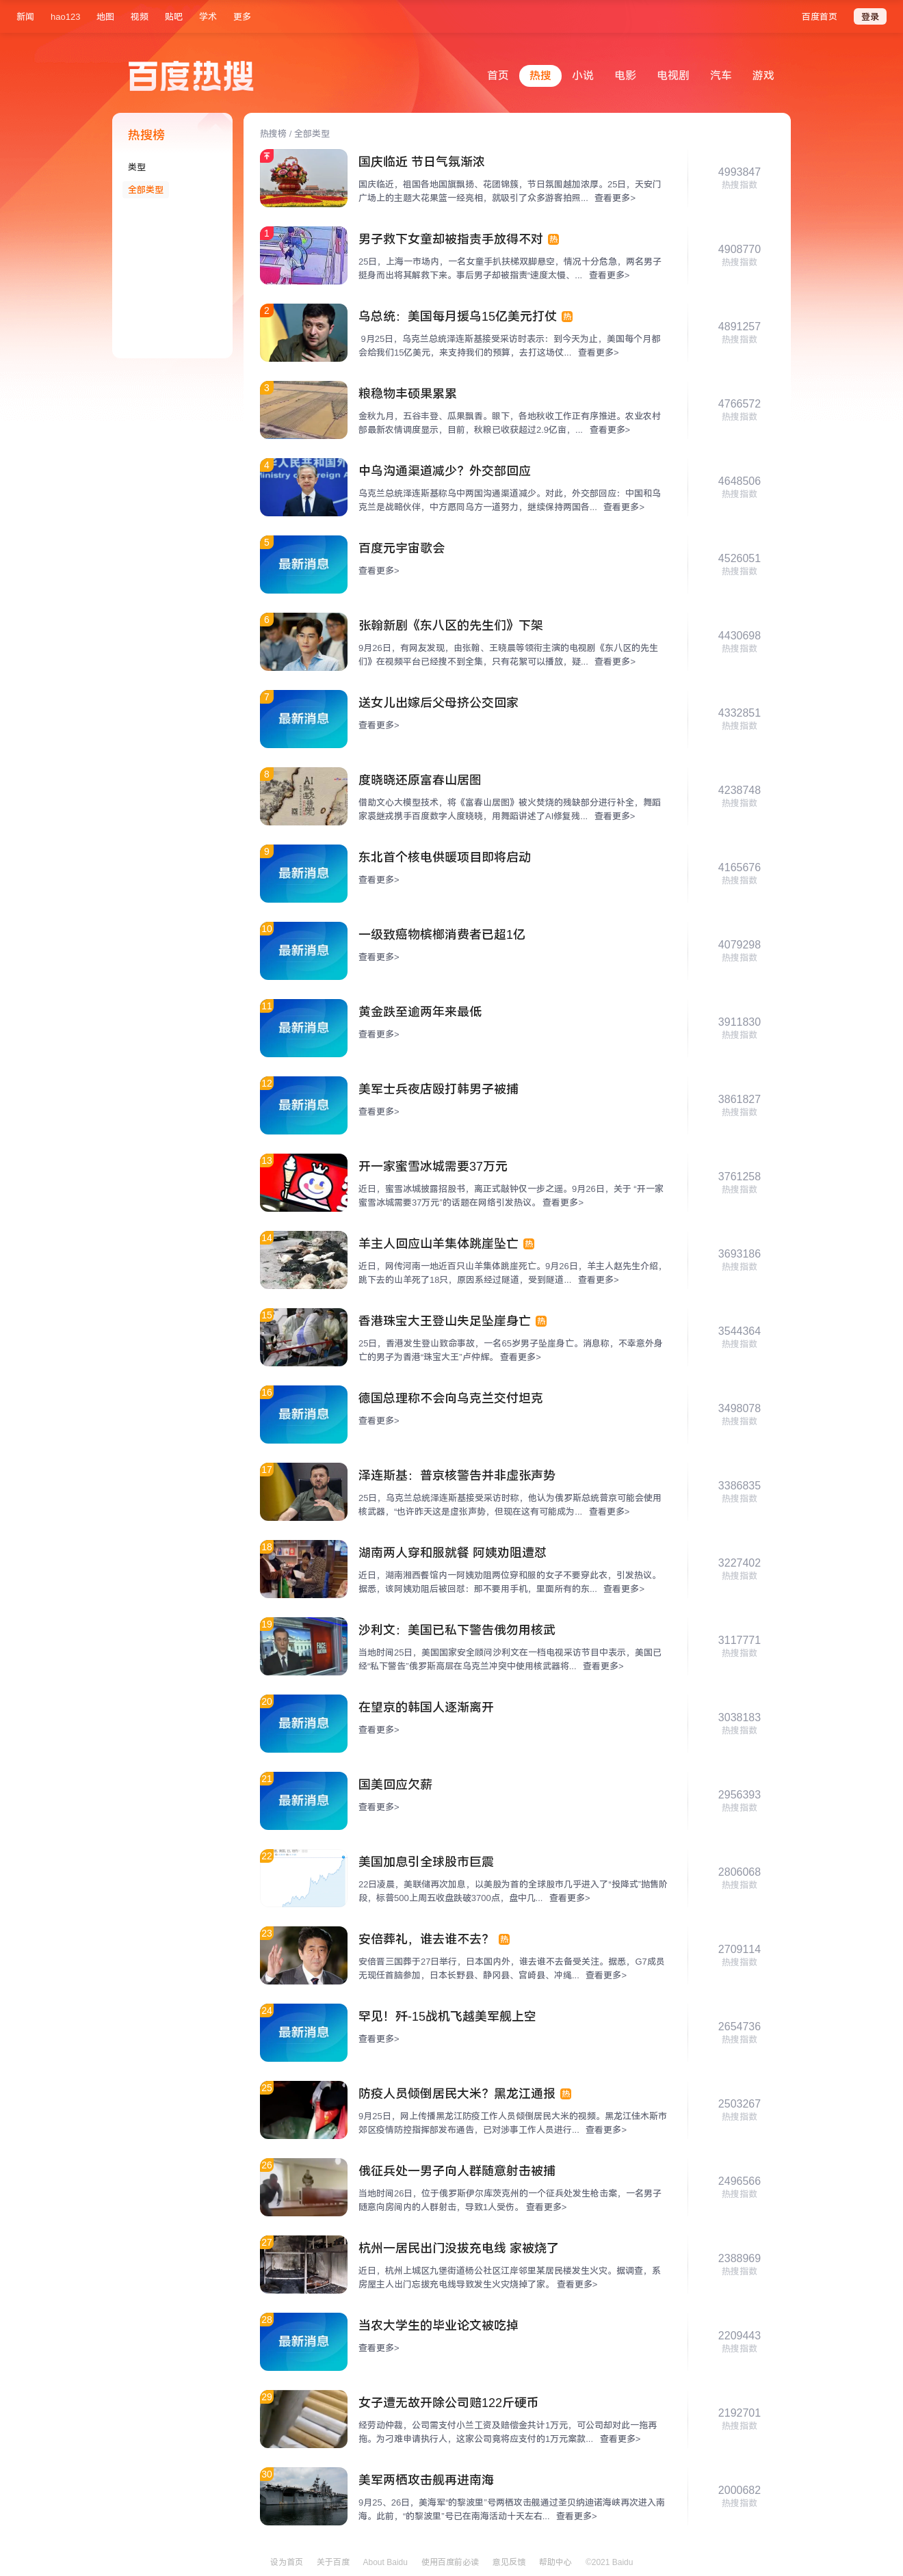 新闻 hao123 地图 视频 贴吧 学术 更多 百度首页 登录
百度热搜
首页 热搜 小说 电影 电视剧 汽车 游戏
热搜榜
类型
全部类型
热搜榜 / 全部类型
国庆临近 节日气氛渐浓
国庆临近，祖国各地国旗飘扬、花团锦簇，节日氛围越加浓厚。25日，天安门
广场上的主题大花果篮一经亮相，就吸引了众多游客拍照... 查看更多>
4993847
热搜指数
1
男子救下女童却被指责手放得不对 热
25日，上海一市场内，一名女童手扒扶梯双脚悬空，情况十分危急，两名男子
挺身而出将其解救下来。事后男子却被指责“速度太慢、... 查看更多>
4908770
热搜指数
2
乌总统：美国每月援乌15亿美元打仗 热
9月25日，乌克兰总统泽连斯基接受采访时表示：到今天为止，美国每个月都
会给我们15亿美元，来支持我们的预算，去打这场仗... 查看更多>
4891257
热搜指数
3
粮稳物丰硕果累累
金秋九月，五谷丰登、瓜果飘香。眼下，各地秋收工作正有序推进。农业农村
部最新农情调度显示，目前，秋粮已收获超过2.9亿亩，... 查看更多>
4766572
热搜指数
4
中乌沟通渠道减少？外交部回应
乌克兰总统泽连斯基称乌中两国沟通渠道减少。对此，外交部回应：中国和乌
克兰是战略伙伴，中方愿同乌方一道努力，继续保持两国各... 查看更多>
4648506
热搜指数
5
最新消息
百度元宇宙歌会
查看更多>
4526051
热搜指数
6
张翰新剧《东八区的先生们》下架
9月26日，有网友发现，由张翰、王晓晨等领衔主演的电视剧《东八区的先生
们》在视频平台已经搜不到全集，只有花絮可以播放，疑... 查看更多>
4430698
热搜指数
7
最新消息
送女儿出嫁后父母挤公交回家
查看更多>
4332851
热搜指数
8
度晓晓还原富春山居图
借助文心大模型技术，将《富春山居图》被火焚烧的残缺部分进行补全，舞蹈
家裘继戎携手百度数字人度晓晓，用舞蹈讲述了AI修复残... 查看更多>
4238748
热搜指数
9
最新消息
东北首个核电供暖项目即将启动
查看更多>
4165676
热搜指数
10
最新消息
一级致癌物槟榔消费者已超1亿
查看更多>
4079298
热搜指数
11
最新消息
黄金跌至逾两年来最低
查看更多>
3911830
热搜指数
12
最新消息
美军士兵夜店殴打韩男子被捕
查看更多>
3861827
热搜指数
13
开一家蜜雪冰城需要37万元
近日，蜜雪冰城披露招股书，离正式敲钟仅一步之遥。9月26日，关于 “开一家
蜜雪冰城需要37万元”的话题在网络引发热议。 查看更多>
3761258
热搜指数
14
羊主人回应山羊集体跳崖坠亡 热
近日，网传河南一地近百只山羊集体跳崖死亡。9月26日，羊主人赵先生介绍，
跳下去的山羊死了18只，原因系经过隧道，受到隧道... 查看更多>
3693186
热搜指数
15
香港珠宝大王登山失足坠崖身亡 热
25日，香港发生登山致命事故，一名65岁男子坠崖身亡。消息称，不幸意外身
亡的男子为香港“珠宝大王”卢仲辉。 查看更多>
3544364
热搜指数
16
最新消息
德国总理称不会向乌克兰交付坦克
查看更多>
3498078
热搜指数
17
泽连斯基：普京核警告并非虚张声势
25日，乌克兰总统泽连斯基接受采访时称，他认为俄罗斯总统普京可能会使用
核武器，“也许昨天这是虚张声势，但现在这有可能成为... 查看更多>
3386835
热搜指数
18
湖南两人穿和服就餐 阿姨劝阻遭怼
近日，湖南湘西餐馆内一阿姨劝阻两位穿和服的女子不要穿此衣，引发热议。
据悉，该阿姨劝阻后被回怼：那不要用手机，里面所有的东... 查看更多>
3227402
热搜指数
19
沙利文：美国已私下警告俄勿用核武
当地时间25日，美国国家安全顾问沙利文在一档电视采访节目中表示，美国已
经“私下警告”俄罗斯高层在乌克兰冲突中使用核武器将... 查看更多>
3117771
热搜指数
20
最新消息
在望京的韩国人逐渐离开
查看更多>
3038183
热搜指数
21
最新消息
国美回应欠薪
查看更多>
2956393
热搜指数
22
美国加息引全球股市巨震
22日凌晨，美联储再次加息，以美股为首的全球股市几乎进入了“投降式”抛售阶
段，标普500上周五收盘跌破3700点，盘中几... 查看更多>
2806068
热搜指数
23
安倍葬礼，谁去谁不去？ 热
安倍晋三国葬于27日举行，日本国内外，谁去谁不去备受关注。据悉，G7成员
无现任首脑参加，日本长野县、静冈县、宫崎县、冲绳... 查看更多>
2709114
热搜指数
24
最新消息
罕见！歼-15战机飞越美军舰上空
查看更多>
2654736
热搜指数
25
防疫人员倾倒居民大米？黑龙江通报 热
9月25日，网上传播黑龙江防疫工作人员倾倒居民大米的视频。黑龙江佳木斯市
郊区疫情防控指挥部发布通告，已对涉事工作人员进行... 查看更多>
2503267
热搜指数
26
俄征兵处一男子向人群随意射击被捕
当地时间26日，位于俄罗斯伊尔库茨克州的一个征兵处发生枪击案，一名男子
随意向房间内的人群射击，导致1人受伤。 查看更多>
2496566
热搜指数
27
杭州一居民出门没拔充电线 家被烧了
近日，杭州上城区九堡街道杨公社区江岸邻里某居民楼发生火灾。据调查，系
房屋主人出门忘拔充电线导致发生火灾烧掉了家。 查看更多>
2388969
热搜指数
28
最新消息
当农大学生的毕业论文被吃掉
查看更多>
2209443
热搜指数
29
女子遭无故开除公司赔122斤硬币
经劳动仲裁，公司需支付小兰工资及赔偿金共计1万元，可公司却对此一拖再
拖。为刁难申请执行人，这家公司竟将应支付的1万元案款... 查看更多>
2192701
热搜指数
30
美军两栖攻击舰再进南海
9月25、26日，美海军“的黎波里”号两栖攻击舰通过圣贝纳迪诺海峡再次进入南
海。此前，“的黎波里”号已在南海活动十天左右... 查看更多>
2000682
热搜指数
设为首页 关于百度 About Baidu 使用百度前必读 意见反馈 帮助中心 ©2021 Baidu